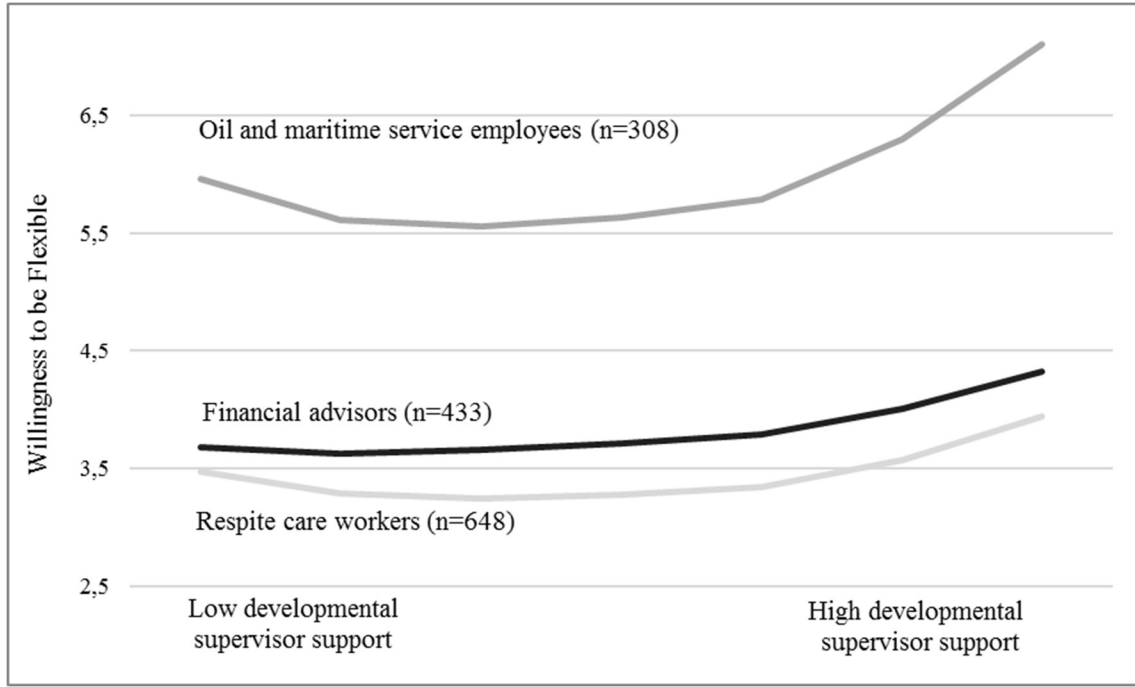 Willingness to be Flexible
6,5
5,5
4,5
3,5
2,5
Oil and maritime service employees (n=308)
Financial advisors (n=433)
Respite care workers (n=648)
Low developmental
supervisor support
High developmental
supervisor support